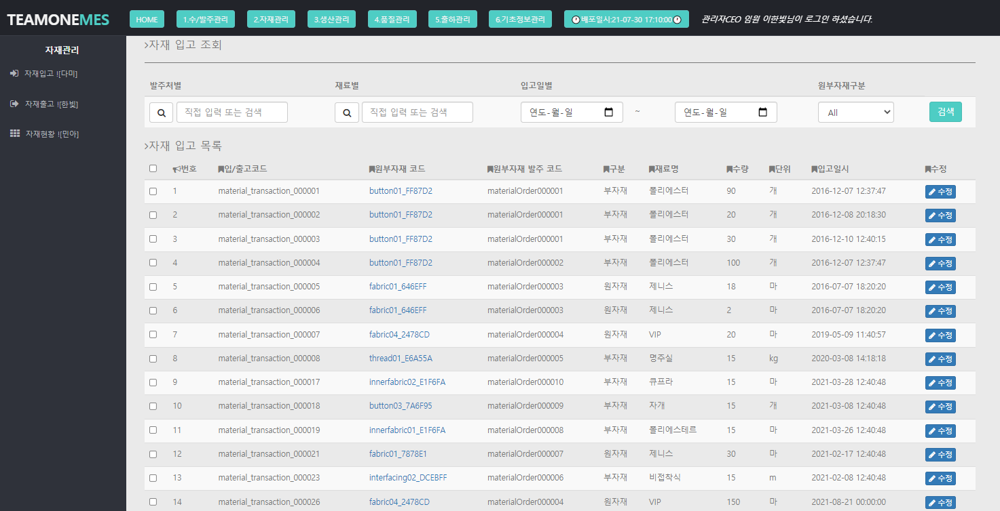 TEAMONEMES HOME 1.수/발주관리 2.자재관리 3.생산관리 4.품질관리 5.출하관리 6.기초정보관리 배포일시:21-07-30 17:10:00 관리자CEO 임원 이한빛님이 로그인 하셨습니다.
자재관리
자재입고 ![다미]
자재출고 ![한빛]
자재현황 ![민아]
>자재 입고 조회
발주처별 재료별 입고일별 원부자재구분
직접 입력 또는 검색 직접 입력 또는 검색 연도-월-일 ~ 연도-월-일 All 검색
>자재 입고 목록
번호 입/출고코드 원부자재 코드 원부자재 발주 코드 구분 재료명 수량 단위 입고일시 수정
1 material_transaction_000001 button01_FF87D2 materialOrder000001 부자재 폴리에스터 90 개 2016-12-07 12:37:47 수정
2 material_transaction_000002 button01_FF87D2 materialOrder000001 부자재 폴리에스터 20 개 2016-12-08 20:18:30 수정
3 material_transaction_000003 button01_FF87D2 materialOrder000001 부자재 폴리에스터 30 개 2016-12-10 12:40:15 수정
4 material_transaction_000004 button01_FF87D2 materialOrder000002 부자재 폴리에스터 100 개 2016-12-07 12:37:47 수정
5 material_transaction_000005 fabric01_646EFF materialOrder000003 원자재 제니스 18 마 2016-07-07 18:20:20 수정
6 material_transaction_000006 fabric01_646EFF materialOrder000003 원자재 제니스 2 마 2016-07-07 18:20:20 수정
7 material_transaction_000007 fabric04_2478CD materialOrder000004 원자재 VIP 20 마 2019-05-09 11:40:57 수정
8 material_transaction_000008 thread01_E6A55A materialOrder000005 부자재 명주실 15 kg 2020-03-08 14:18:18 수정
9 material_transaction_000017 innerfabric02_E1F6FA materialOrder000010 부자재 큐프라 15 마 2021-03-28 12:40:48 수정
10 material_transaction_000018 button03_7A6F95 materialOrder000009 부자재 자개 15 개 2021-03-08 12:40:48 수정
11 material_transaction_000019 innerfabric01_E1F6FA materialOrder000008 부자재 폴리에스테르 15 마 2021-03-26 12:40:48 수정
12 material_transaction_000021 fabric01_7878E1 materialOrder000007 원자재 제니스 30 마 2021-02-17 12:40:48 수정
13 material_transaction_000023 interfacing02_DCEBFF materialOrder000006 부자재 비접착식 15 m 2021-02-08 12:40:48 수정
14 material_transaction_000026 fabric04_2478CD materialOrder000004 원자재 VIP 150 마 2021-08-21 00:00:00 수정